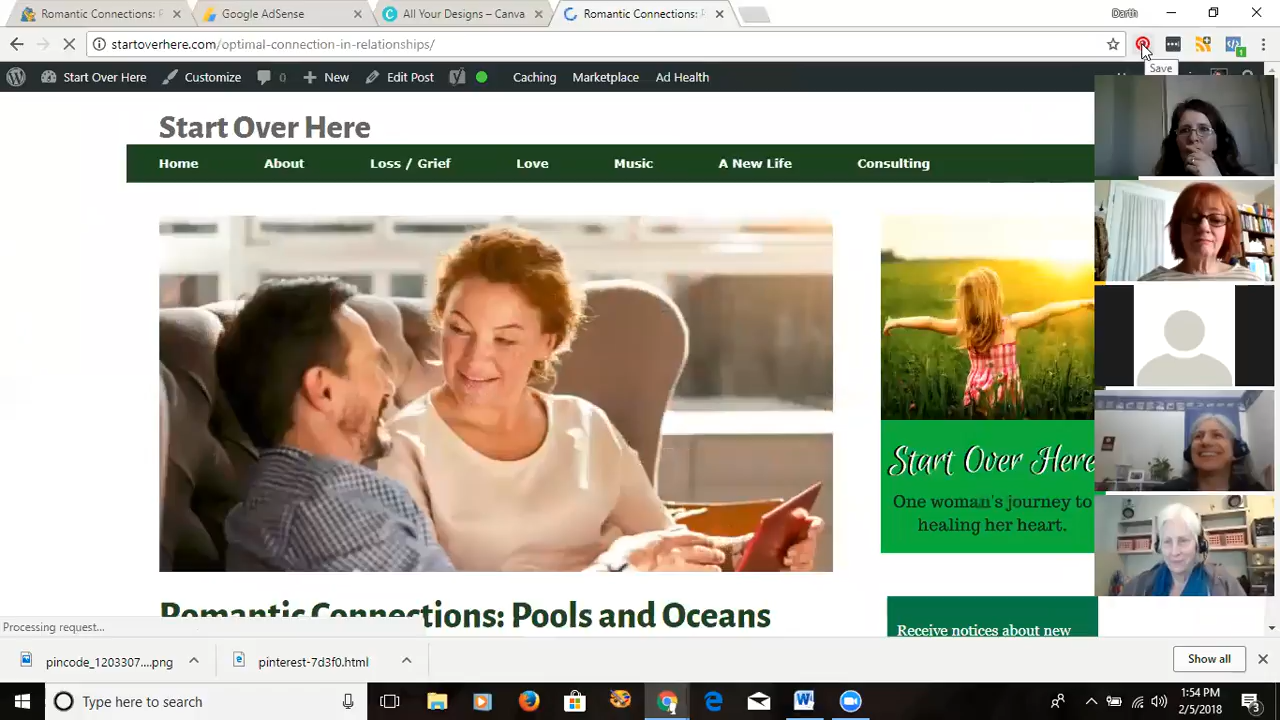 Romantic Connections: P
Google AdSense
All Your Designs – Canva
Romantic Connections: P
Darth
startoverhere.com/optimal-connection-in-relationships/
1
Save
Start Over Here
Customize
0
New
Edit Post
Caching
Marketplace
Ad Health
Start Over Here
Home
About
Loss / Grief
Love
Music
A New Life
Consulting
Start Over Here
One woman's journey to
healing her heart.
Romantic Connections: Pools and Oceans
Receive notices about new
Processing request...
pincode_1203307....png
pinterest-7d3f0.html
Show all
Type here to search
1:54 PM
2/5/2018
3